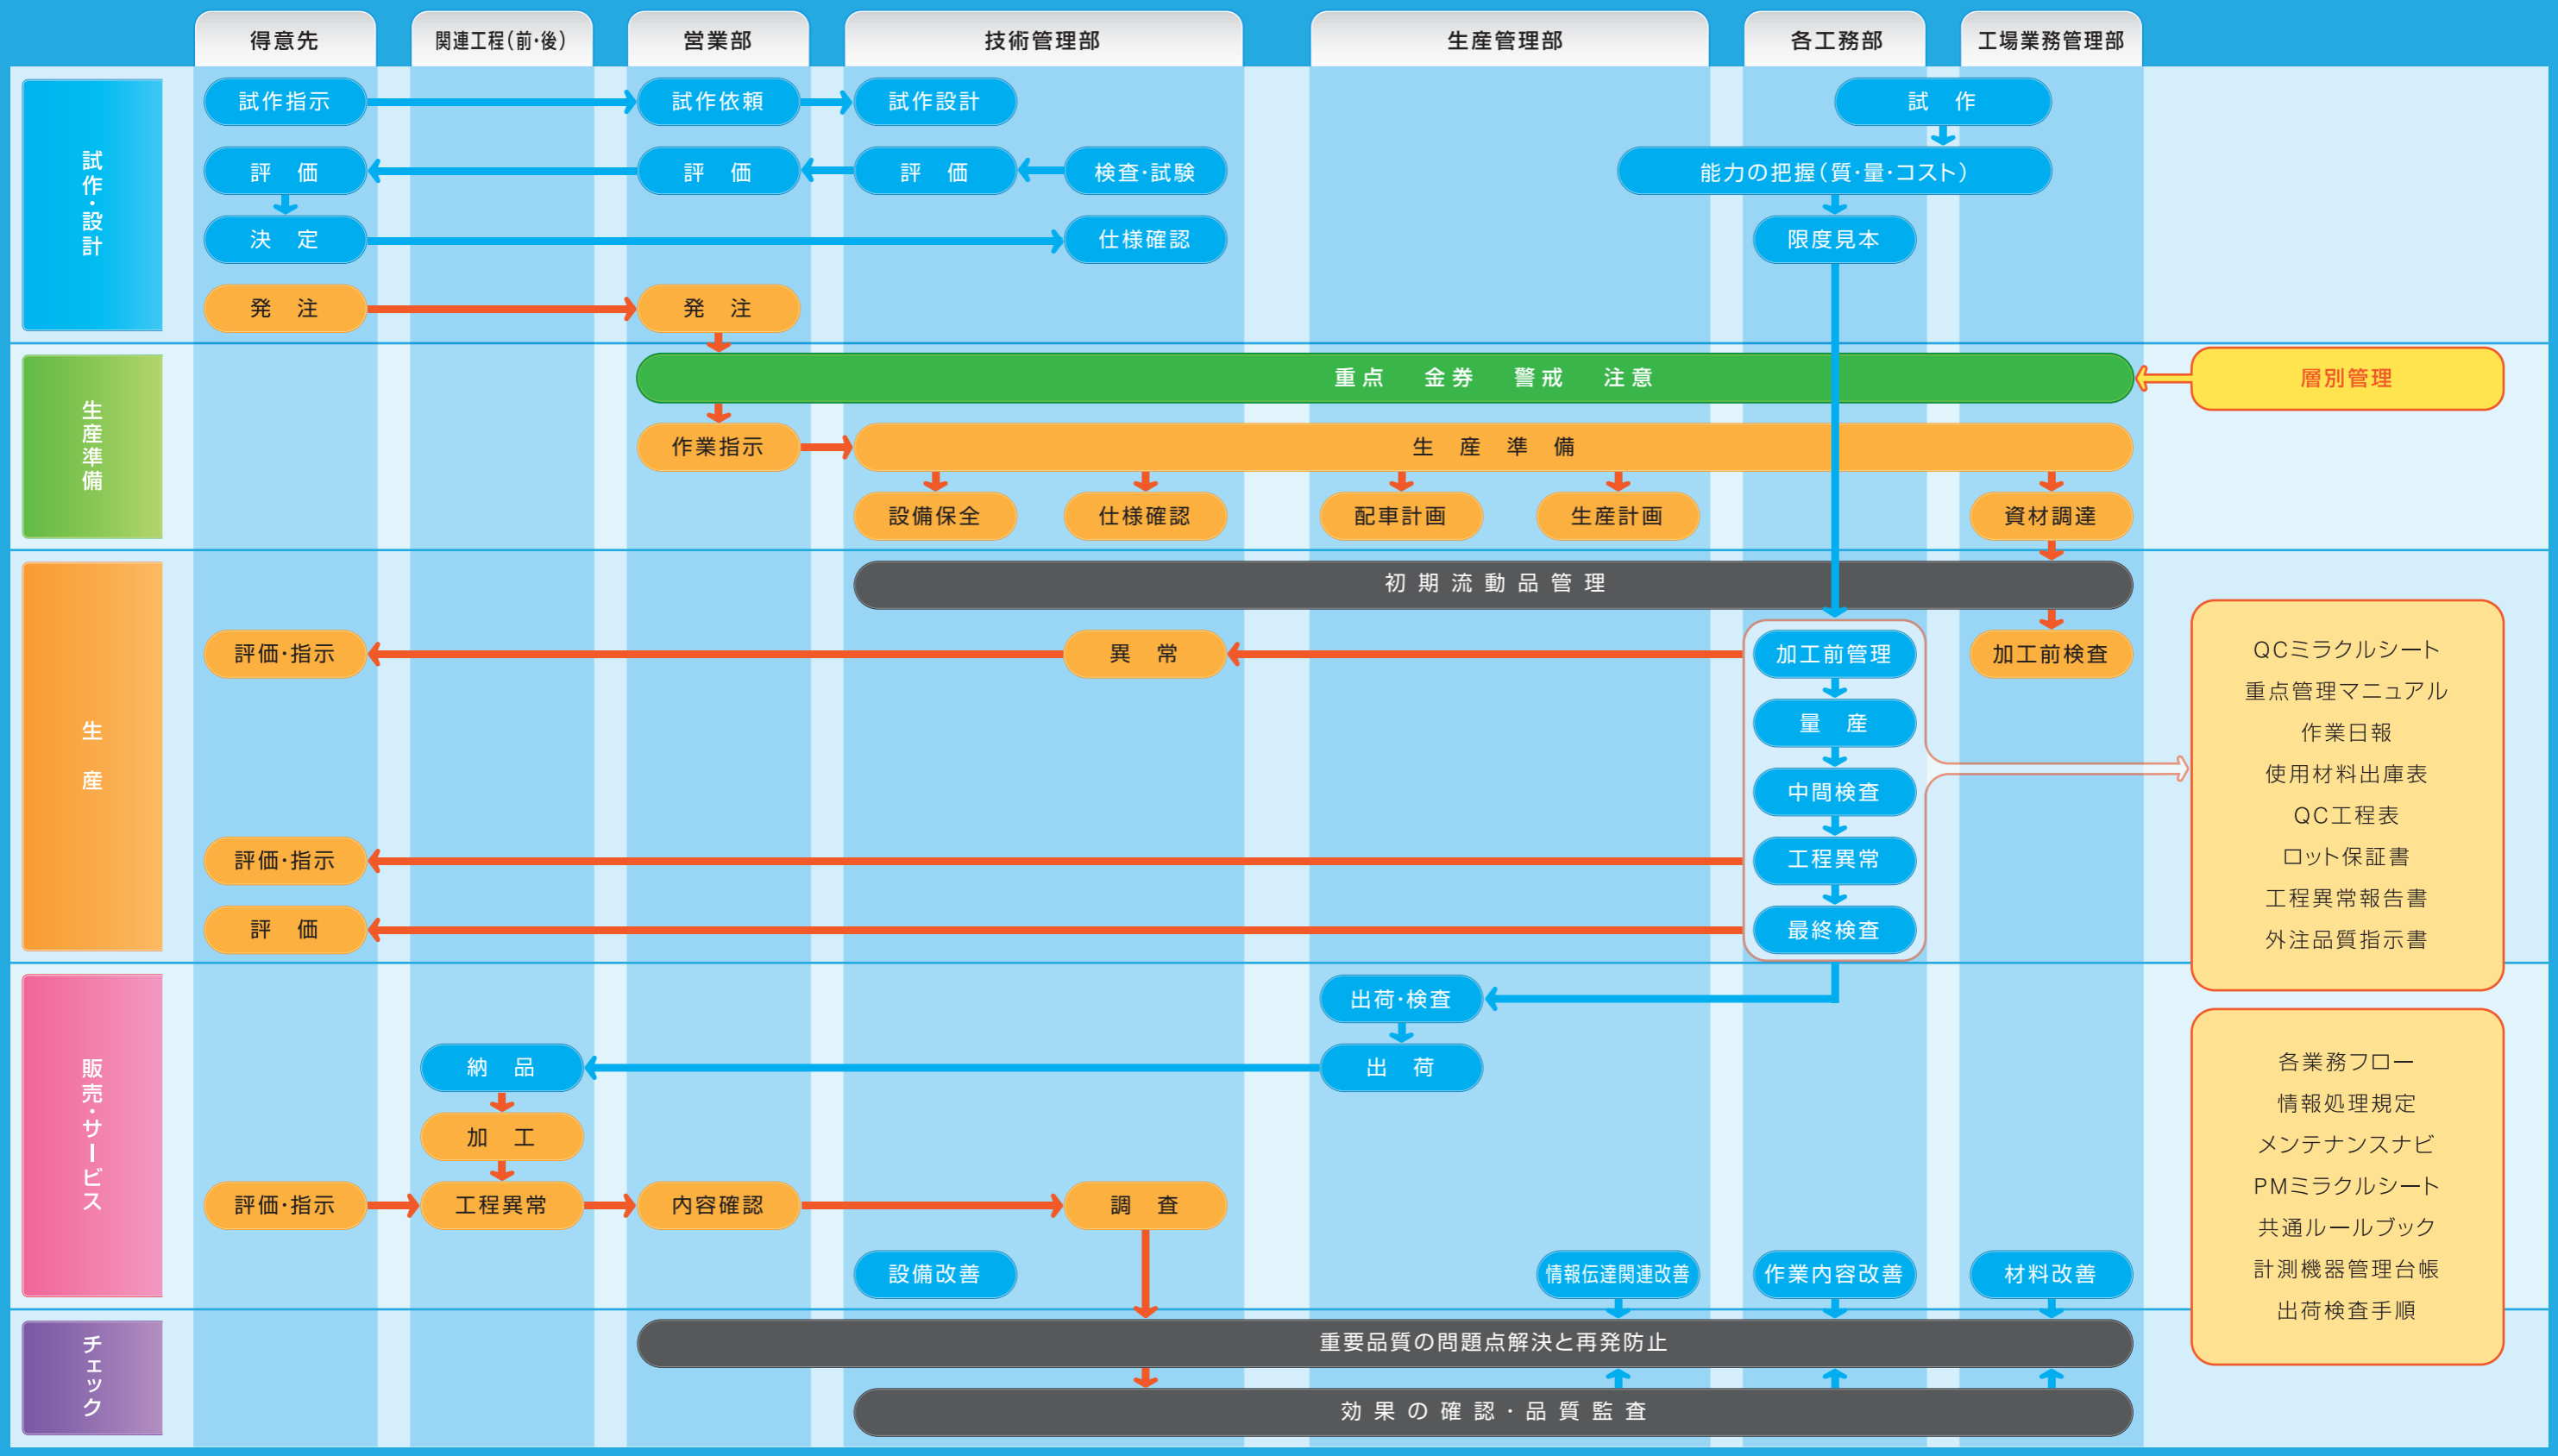 得意先
関連工程（前・後）
営業部
技術管理部
生産管理部
各工務部
工場業務管理部
試作・設計
試作指示
試作依頼
試作設計
試　作
評　価
評　価
評　価
検査・試験
能力の把握（質・量・コスト）
決　定
仕様確認
限度見本
発　注
発　注
生産準備
重点　金券　警戒　注意
層別管理
作業指示
生　産　準　備
設備保全
仕様確認
配車計画
生産計画
資材調達
生　産
初期流動品管理
評価・指示
異　常
加工前管理
加工前検査
量　産
中間検査
評価・指示
工程異常
評　価
最終検査
QCミラクルシート
重点管理マニュアル
作業日報
使用材料出庫表
QC工程表
ロット保証書
工程異常報告書
外注品質指示書
販売・サービス
出荷・検査
納　品
出　荷
加　工
評価・指示
工程異常
内容確認
調　査
設備改善
情報伝達関連改善
作業内容改善
材料改善
各業務フロー
情報処理規定
メンテナンスナビ
PMミラクルシート
共通ルールブック
計測機器管理台帳
出荷検査手順
チェック
重要品質の問題点解決と再発防止
効果の確認・品質監査